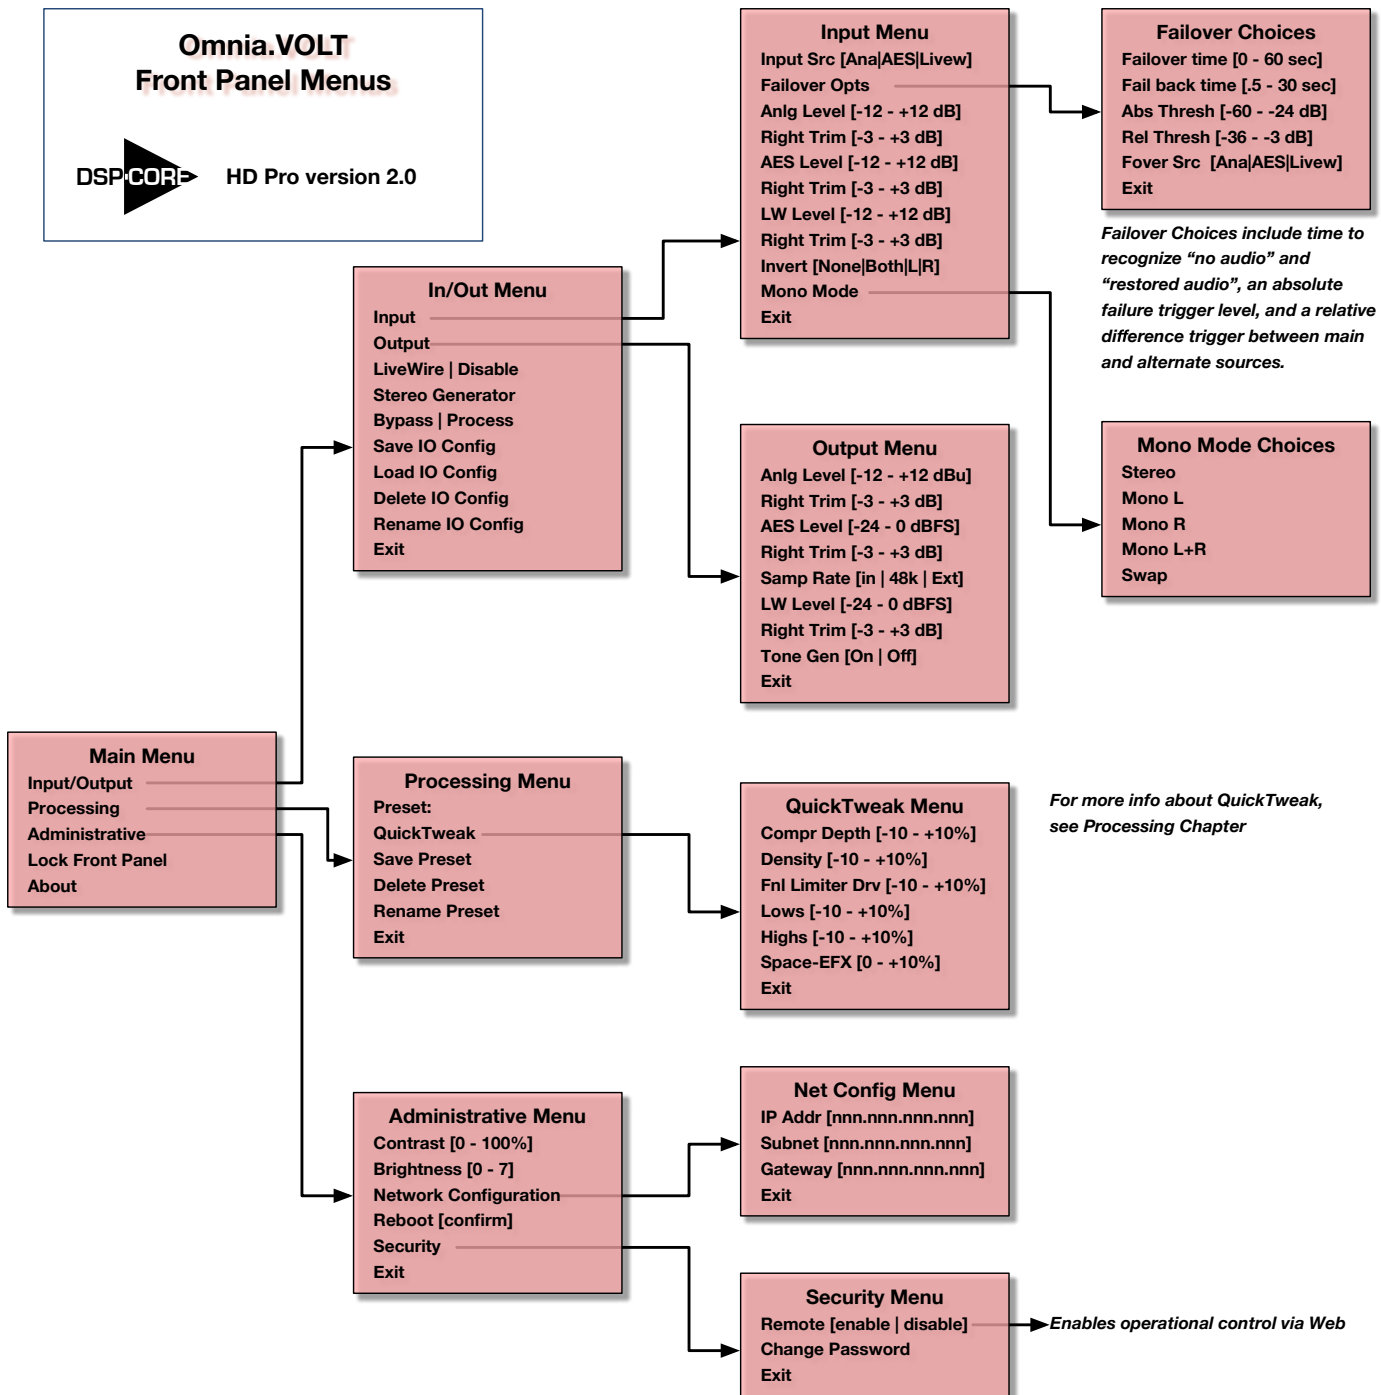 Omnia.VOLT
Front Panel Menus
DSP-CORE
HD Pro version 2.0
Input Menu
Input Src [Ana|AES|Livew]
Failover Opts
Anlg Level [-12 - +12 dB]
Right Trim [-3 - +3 dB]
AES Level [-12 - +12 dB]
Right Trim [-3 - +3 dB]
LW Level [-12 - +12 dB]
Right Trim [-3 - +3 dB]
Invert [None|Both|L|R]
Mono Mode
Exit
Failover Choices
Failover time [0 - 60 sec]
Fail back time [.5 - 30 sec]
Abs Thresh [-60 - -24 dB]
Rel Thresh [-36 - -3 dB]
Fover Src [Ana|AES|Livew]
Exit
Failover Choices include time to
recognize “no audio” and
“restored audio”, an absolute
failure trigger level, and a relative
difference trigger between main
and alternate sources.
In/Out Menu
Input
Output
LiveWire | Disable
Stereo Generator
Bypass | Process
Save IO Config
Load IO Config
Delete IO Config
Rename IO Config
Exit
Output Menu
Anlg Level [-12 - +12 dBu]
Right Trim [-3 - +3 dB]
AES Level [-24 - 0 dBFS]
Right Trim [-3 - +3 dB]
Samp Rate [in | 48k | Ext]
LW Level [-24 - 0 dBFS]
Right Trim [-3 - +3 dB]
Tone Gen [On | Off]
Exit
Mono Mode Choices
Stereo
Mono L
Mono R
Mono L+R
Swap
Main Menu
Input/Output
Processing
Administrative
Lock Front Panel
About
Processing Menu
Preset:
QuickTweak
Save Preset
Delete Preset
Rename Preset
Exit
QuickTweak Menu
Compr Depth [-10 - +10%]
Density [-10 - +10%]
Fnl Limiter Drv [-10 - +10%]
Lows [-10 - +10%]
Highs [-10 - +10%]
Space-EFX [0 - +10%]
Exit
For more info about QuickTweak,
see Processing Chapter
Administrative Menu
Contrast [0 - 100%]
Brightness [0 - 7]
Network Configuration
Reboot [confirm]
Security
Exit
Net Config Menu
IP Addr [nnn.nnn.nnn.nnn]
Subnet [nnn.nnn.nnn.nnn]
Gateway [nnn.nnn.nnn.nnn]
Exit
Security Menu
Remote [enable | disable]
Change Password
Exit
Enables operational control via Web